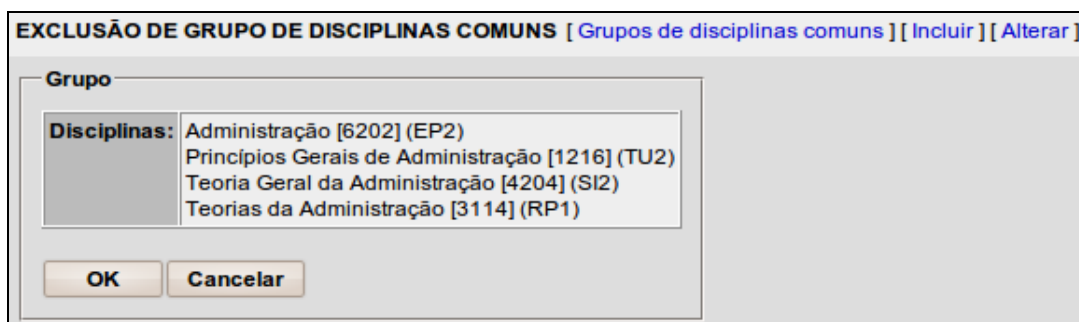 EXCLUSÃO DE GRUPO DE DISCIPLINAS COMUNS [ Grupos de disciplinas comuns ] [ Incluir ] [ Alterar ]
Grupo
Disciplinas: Administração [6202] (EP2)
Princípios Gerais de Administração [1216] (TU2)
Teoria Geral da Administração [4204] (SI2)
Teorias da Administração [3114] (RP1)
OK Cancelar